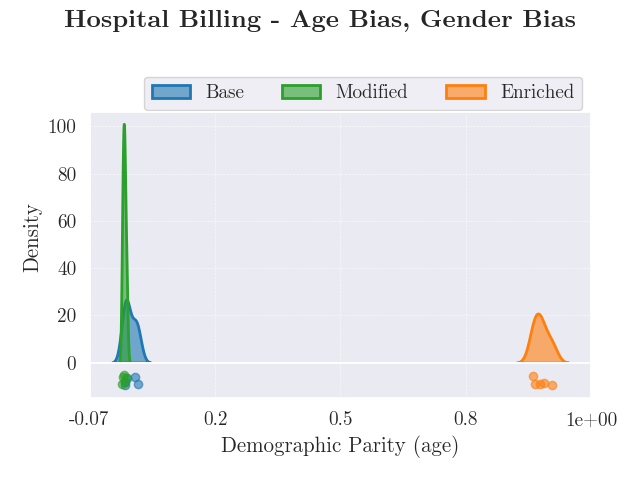 Hospital Billing - Age Bias, Gender Bias
Base Modified Enriched
100
80
60
40
20
0
Density
-0.07 0.2 0.5 0.8 1e+00
Demographic Parity (age)